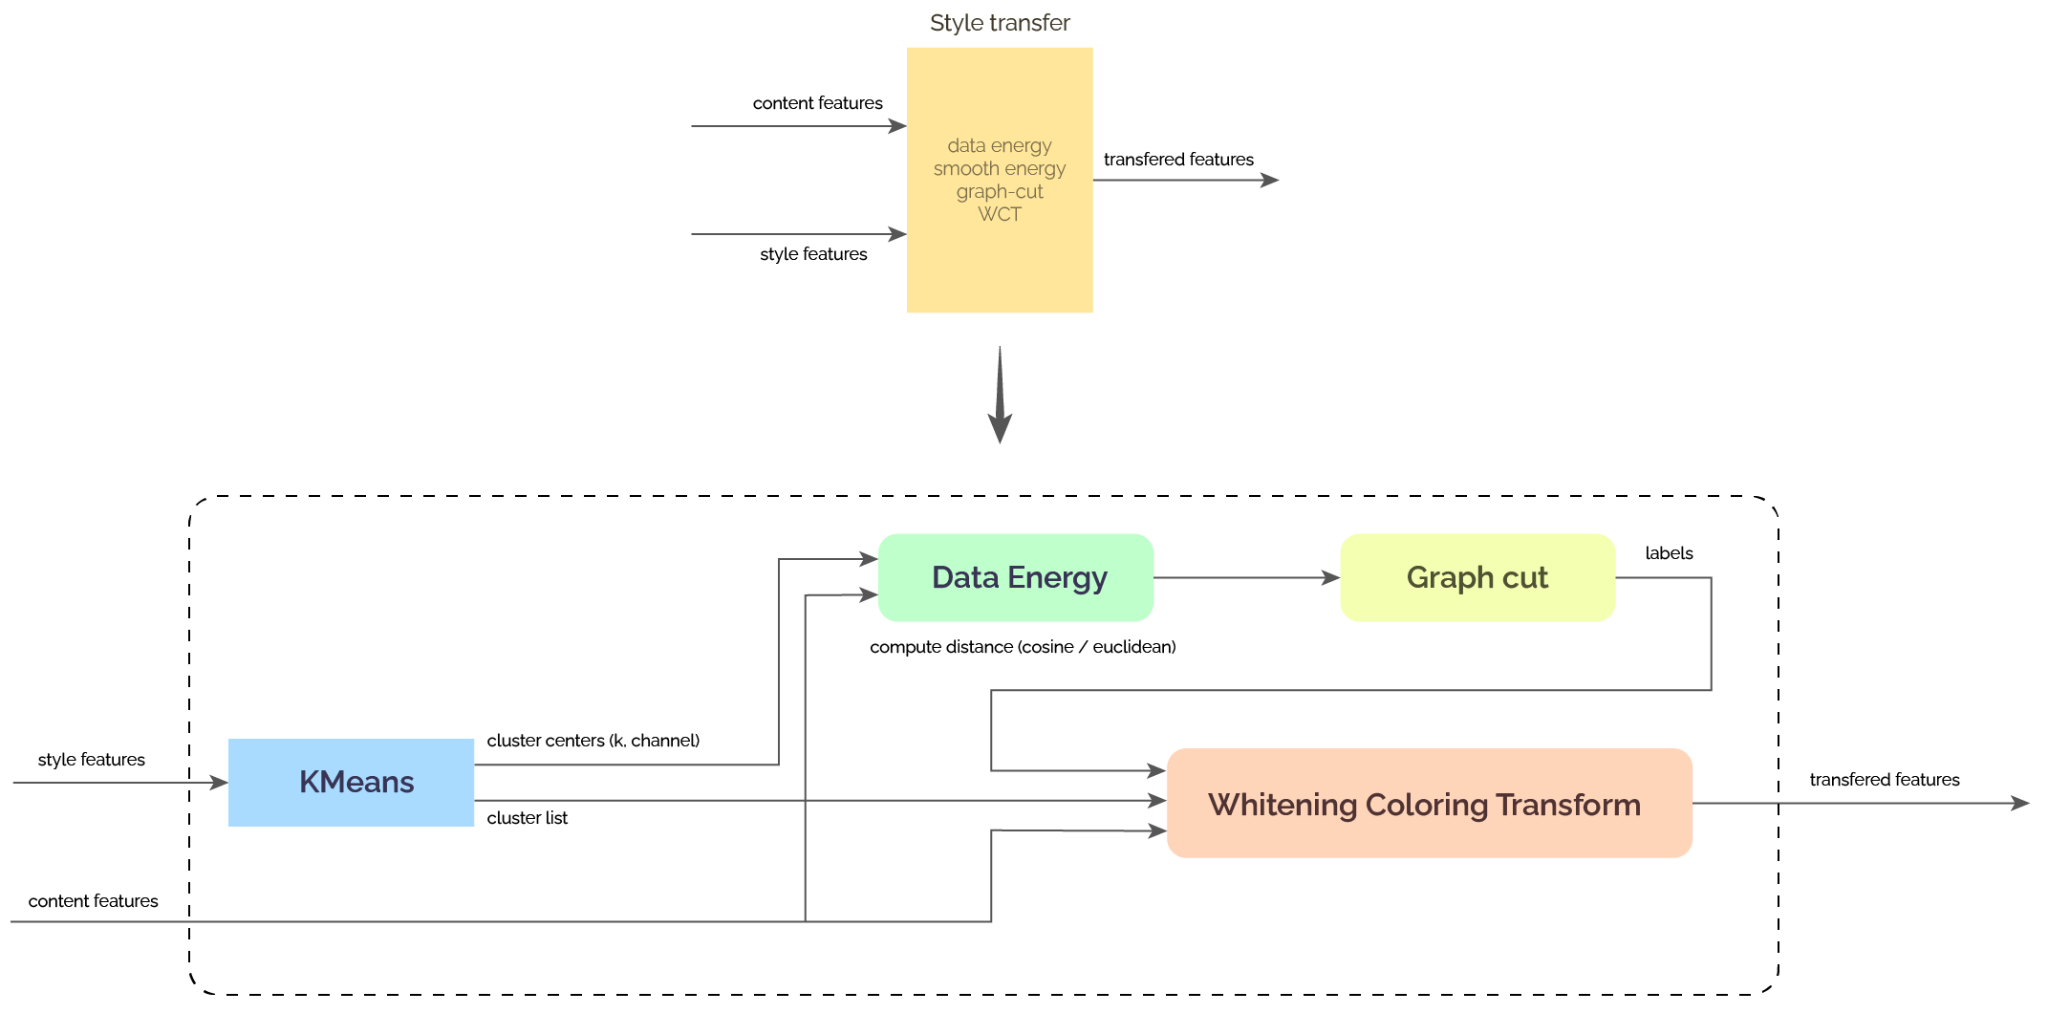 Style transfer
content features
data energy
smooth energy
graph-cut
WCT
transfered features
style features
Data Energy
Graph cut
labels
compute distance (cosine / euclidean)
cluster centers (k, channel)
style features
KMeans
cluster list
Whitening Coloring Transform
transfered features
content features